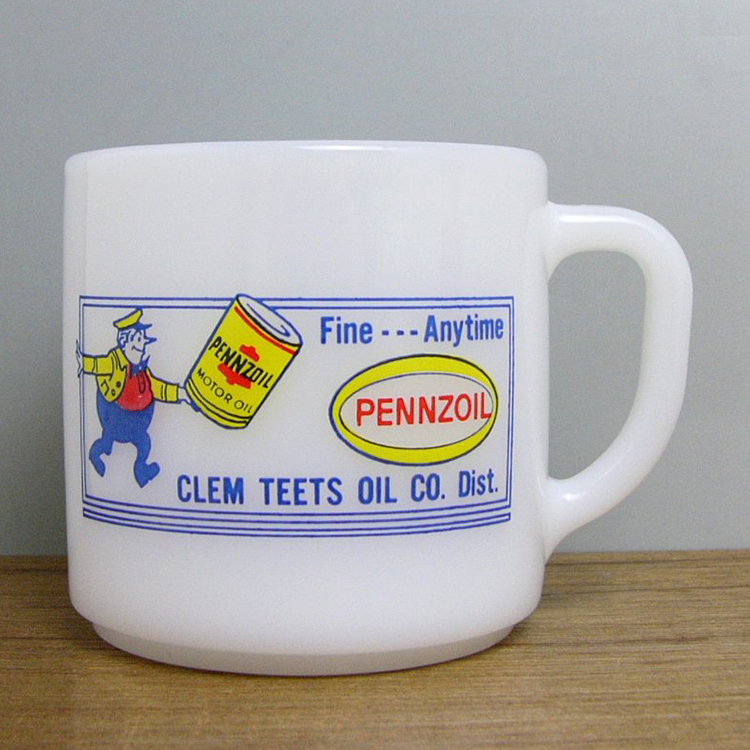 Fine --- Anytime
PENNZOIL
MOTOR OIL
PENNZOIL
CLEM TEETS OIL CO. Dist.